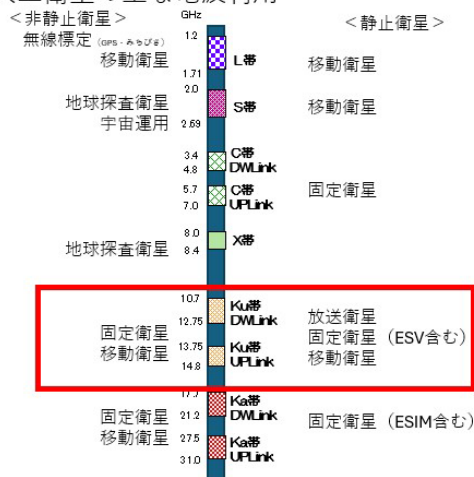 ＜非静止衛星＞
GHz
＜静止衛星＞
無線標定 (GPS・みちびき)
1.2
移動衛星
L帯
移動衛星
1.71
2.0
地球探査衛星
S帯
移動衛星
宇宙運用
2.69
3.4
C帯
4.8
DWLink
5.7
C帯
固定衛星
7.0
UPLink
8.0
X帯
地球探査衛星
8.4
10.7
Ku帯
放送衛星
12.75
DWLink
固定衛星
固定衛星（ESV含む）
13.75
Ku帯
移動衛星
移動衛星
14.8
UPLink
Ka帯
固定衛星
21.2
DWLink
固定衛星（ESIM含む）
移動衛星
27.5
Ka帯
31.0
UPLink